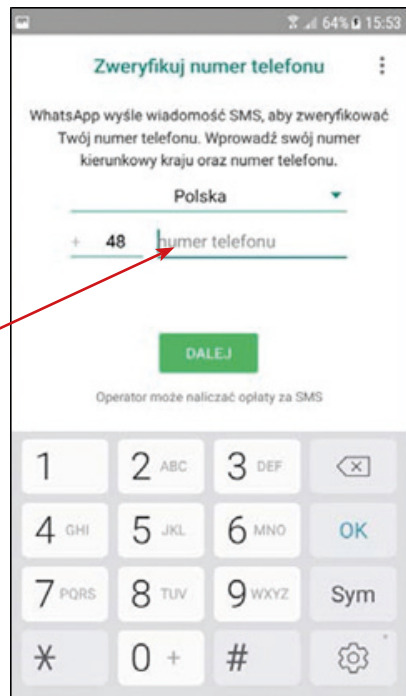 64% 15:53
Zweryfikuj numer telefonu
WhatsApp wyśle wiadomość SMS, aby zweryfikować
Twój numer telefonu. Wprowadź swój numer
kierunkowy kraju oraz numer telefonu.
Polska
+ 48 numer telefonu
DALEJ
Operator może naliczać opłaty za SMS
1 2 ABC 3 DEF
4 GHI 5 JKL 6 MNO OK
7 PQRS 8 TUV 9 WXYZ Sym
* 0 + #